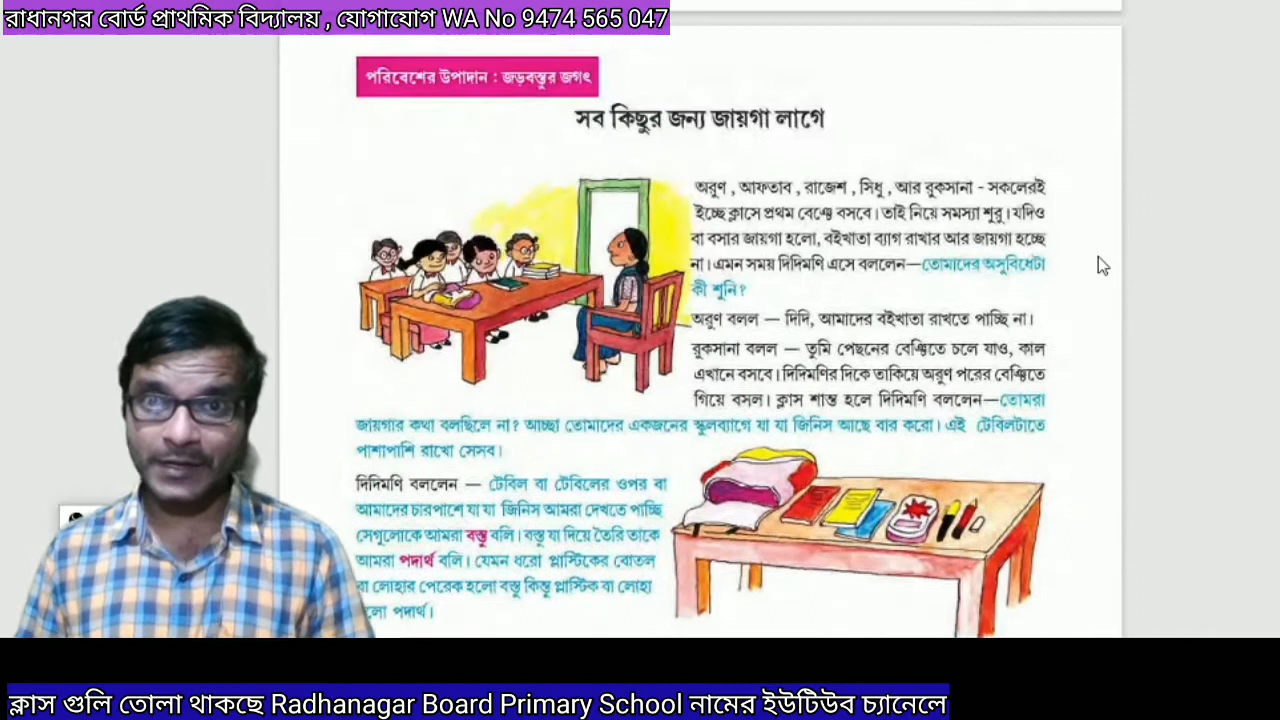 রাধানগর বোর্ড প্রাথমিক বিদ্যালয় , যোগাযোগ WA No 9474 565 047
পরিবেশের উপাদান : জড়বস্তুর জগৎ
সব কিছুর জন্য জায়গা লাগে
অরুণ , আফতাব , রাজেশ , সিধু , আর রুকসানা - সকলেরই
ইচ্ছে ক্লাসে প্রথম বেঞ্চে বসবে। তাই নিয়ে সমস্যা শুরু। যদিও
বা বসার জায়গা হলো, বইখাতা ব্যাগ রাখার আর জায়গা হচ্ছে
না। এমন সময় দিদিমণি এসে বললেন—তোমাদের অসুবিধেটা
কী শুনি?
অরুণ বলল — দিদি, আমাদের বইখাতা রাখতে পাচ্ছি না।
রুকসানা বলল — তুমি পেছনের বেঞ্চিতে চলে যাও, কাল
এখানে বসবে। দিদিমণির দিকে তাকিয়ে অরুণ পরের বেঞ্চিতে
গিয়ে বসল। ক্লাস শান্ত হলে দিদিমণি বললেন—তোমরা
জায়গার কথা বলছিলে না? আচ্ছা তোমাদের একজনের স্কুলব্যাগে যা যা জিনিস আছে বার করো। এই টেবিলটাতে
পাশাপাশি রাখো সেসব।
দিদিমণি বললেন — টেবিল বা টেবিলের ওপর বা
আমাদের চারপাশে যা যা জিনিস আমরা দেখতে পাচ্ছি
সেগুলোকে আমরা বস্তু বলি। বস্তু যা দিয়ে তৈরি তাকে
আমরা পদার্থ বলি। যেমন ধরো প্লাস্টিকের বোতল
বা লোহার পেরেক হলো বস্তু কিন্তু প্লাস্টিক বা লোহা
পদার্থ।
ক্লাস গুলি তোলা থাকছে Radhanagar Board Primary School নামের ইউটিউব চ্যানেলে